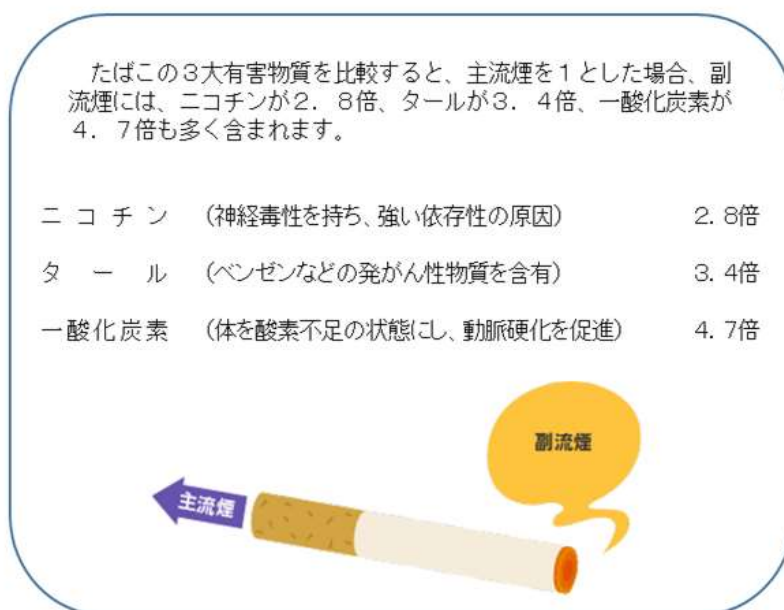 たばこの3大有害物質を比較すると、主流煙を1とした場合、副
流煙には、ニコチンが2.8倍、タールが3.4倍、一酸化炭素が
4.7倍も多く含まれます。
ニコチン (神経毒性を持ち、強い依存性の原因) 2.8倍
タール (ベンゼンなどの発がん性物質を含有) 3.4倍
一酸化炭素 (体を酸素不足の状態にし、動脈硬化を促進) 4.7倍
副流煙
主流煙